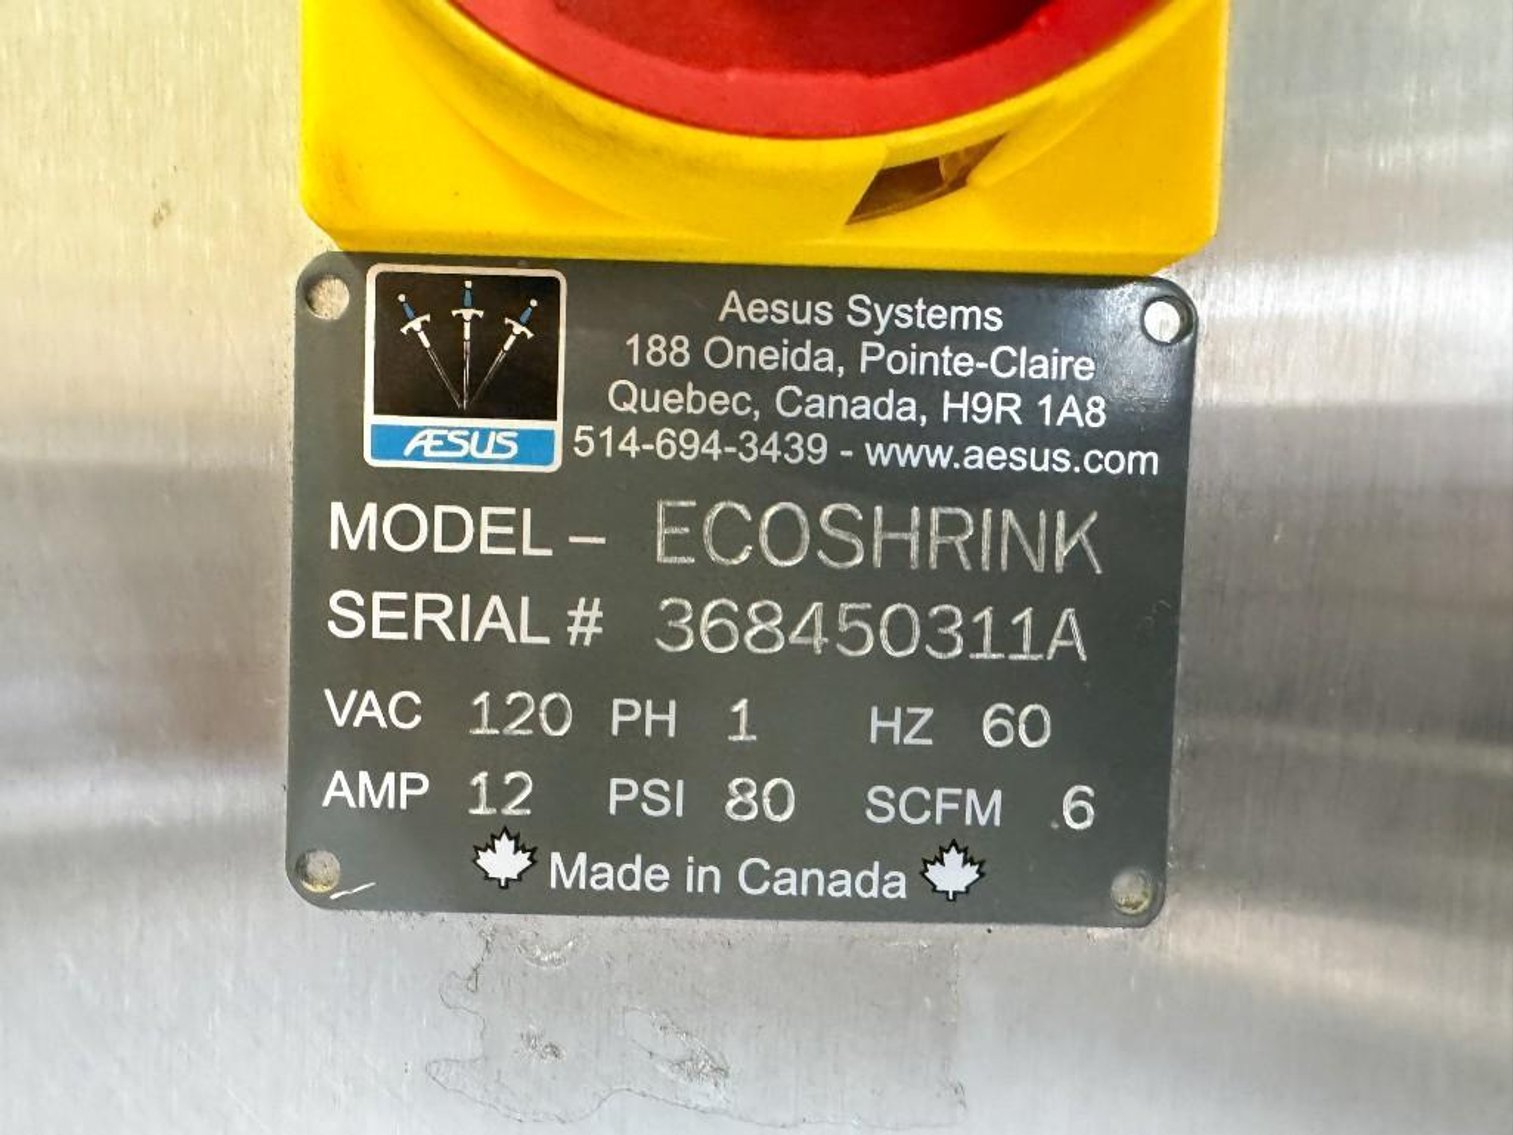 Aesus Systems
188 Oneida, Pointe-Claire
Quebec, Canada, H9R 1A8
514-694-3439 - www.aesus.com
ÆSUS
MODEL – ECOSHRINK
SERIAL # 368450311A
VAC 120 PH 1 HZ 60
AMP 12 PSI 80 SCFM .6
Made in Canada